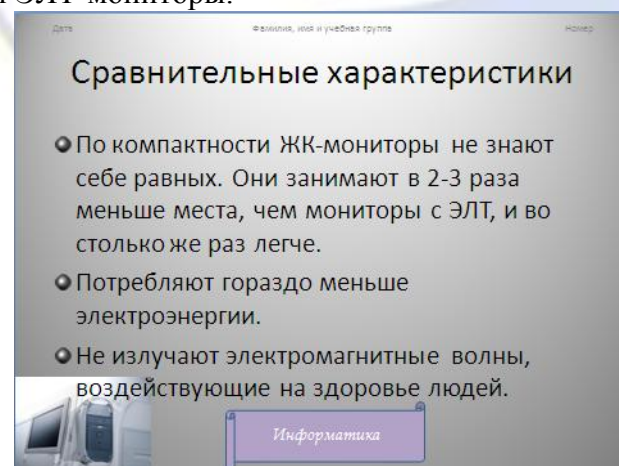 и ЭЛТ-мониторы.
Дата Фамилия, имя и учебная группа Номер
Сравнительные характеристики
По компактности ЖК-мониторы не знают
себе равных. Они занимают в 2-3 раза
меньше места, чем мониторы с ЭЛТ, и во
столько же раз легче.
Потребляют гораздо меньше
электроэнергии.
Не излучают электромагнитные волны,
воздействующие на здоровье людей.
Информатика